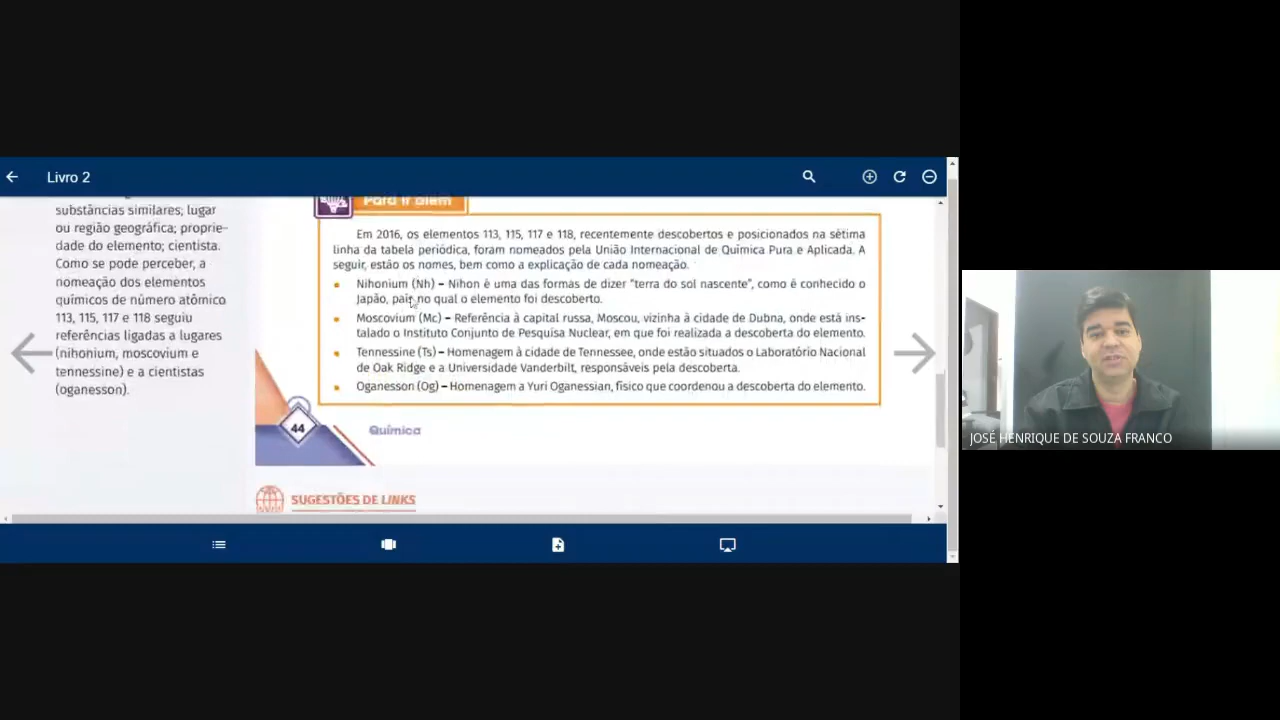 Livro 2
substâncias similares; lugar
ou região geográfica; proprie-
dade do elemento; cientista.
Como se pode perceber, a
nomeação dos elementos
químicos de número atômico
113, 115, 117 e 118 seguiu
referências ligadas a lugares
(nihonium, moscovium e
tennessine) e a cientistas
(oganesson).
Para ir além
Em 2016, os elementos 113, 115, 117 e 118, recentemente descobertos e posicionados na sétima
linha da tabela periódica, foram nomeados pela União Internacional de Química Pura e Aplicada. A
seguir, estão os nomes, bem como a explicação de cada nomeação.
Nihonium (Nh) – Nihon é uma das formas de dizer "terra do sol nascente", como é conhecido o
Japão, país no qual o elemento foi descoberto.
Moscovium (Mc) – Referência à capital russa, Moscou, vizinha à cidade de Dubna, onde está ins-
talado o Instituto Conjunto de Pesquisa Nuclear, em que foi realizada a descoberta do elemento.
Tennessine (Ts) – Homenagem à cidade de Tennessee, onde estão situados o Laboratório Nacional
de Oak Ridge e a Universidade Vanderbilt, responsáveis pela descoberta.
Oganesson (Og) – Homenagem a Yuri Oganessian, físico que coordenou a descoberta do elemento.
44
Química
SUGESTÕES DE LINKS
JOSÉ HENRIQUE DE SOUZA FRANCO